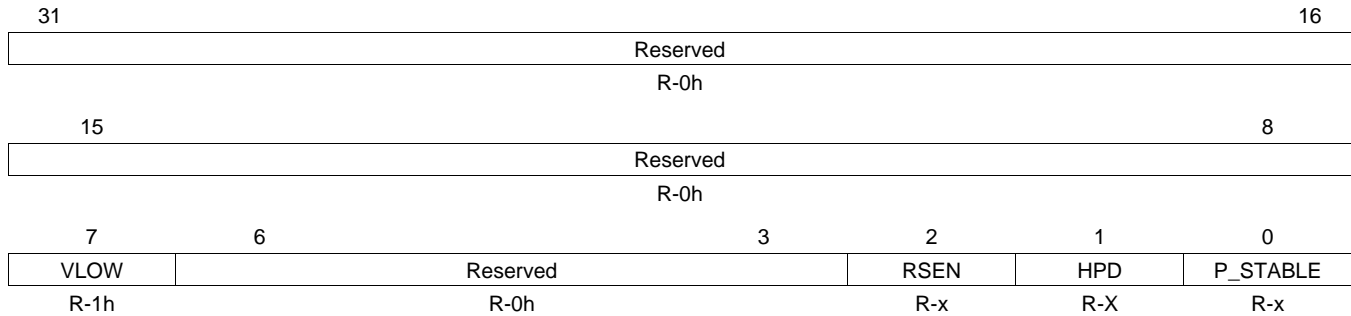 31 16
Reserved
R-0h
15 8
Reserved
R-0h
7 6 3 2 1 0
VLOW Reserved RSEN HPD P_STABLE
R-1h R-0h R-x R-X R-x